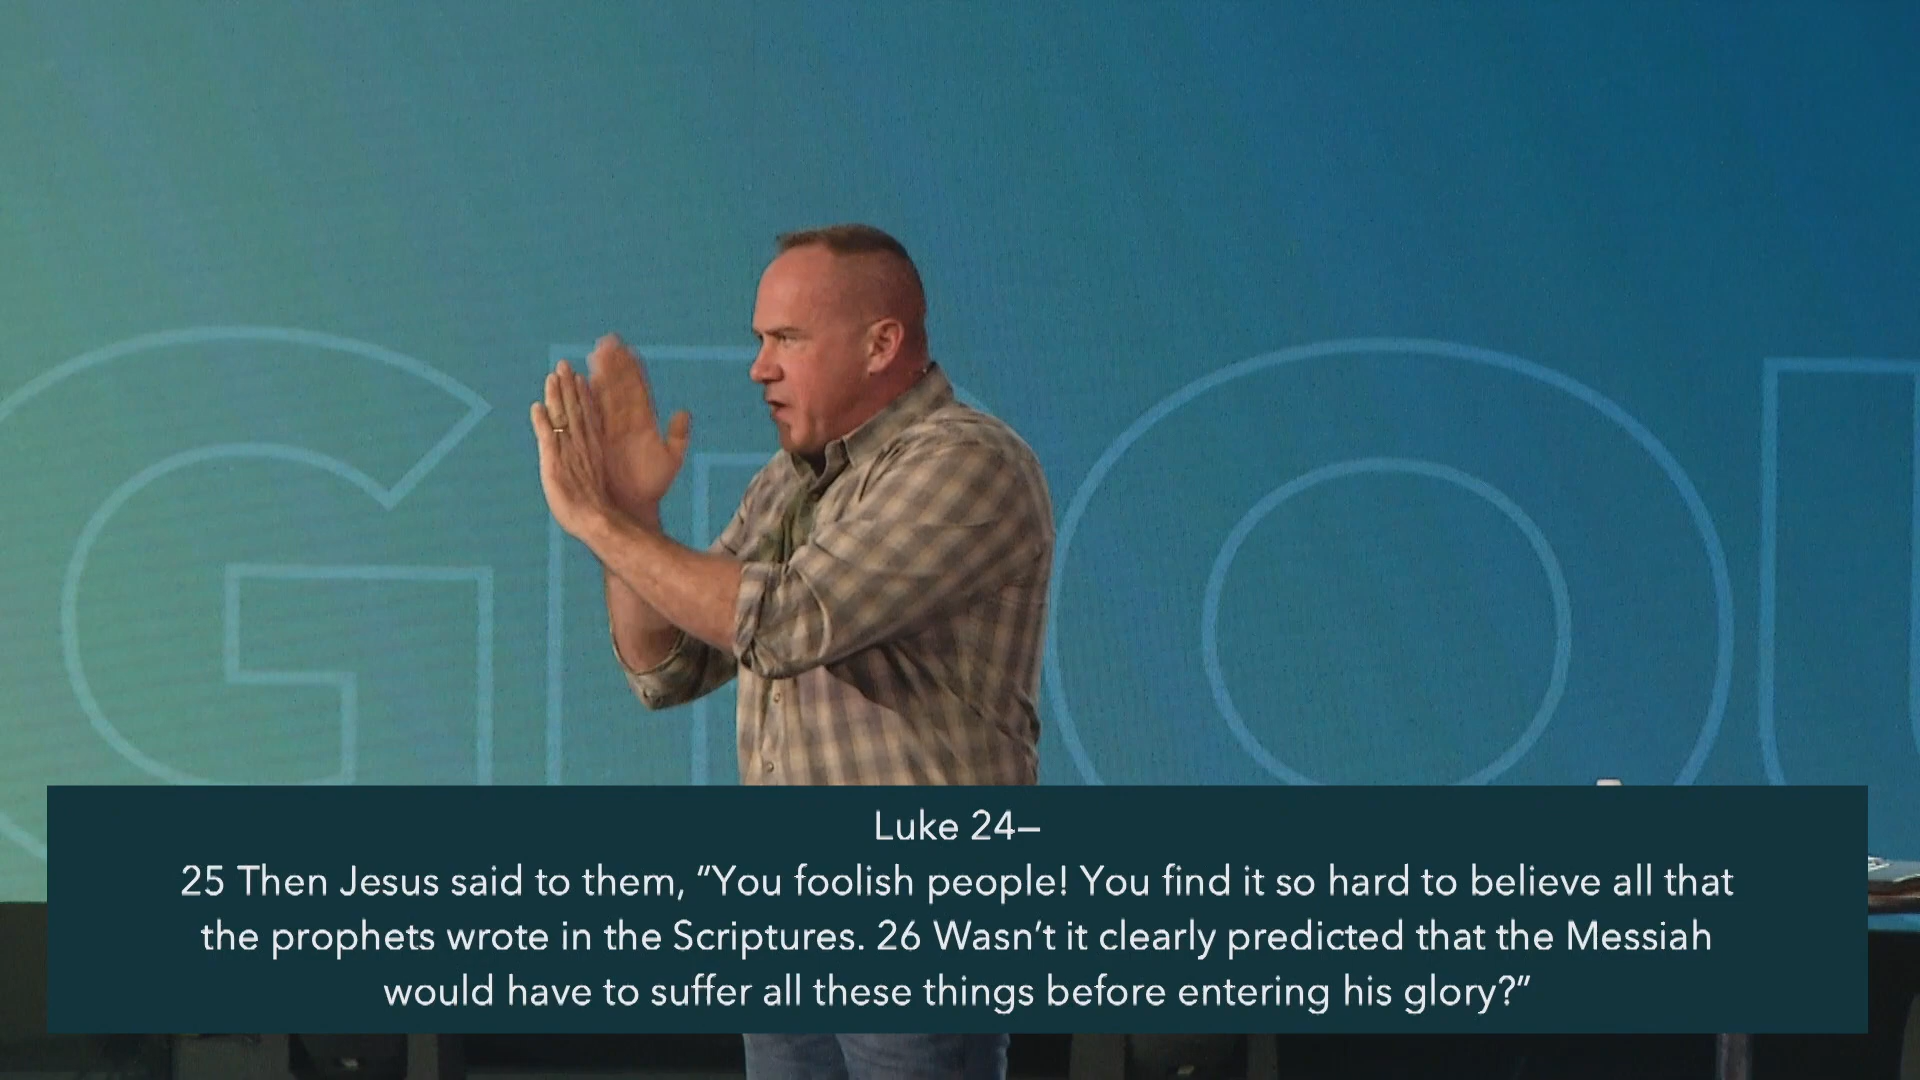 GROU
Luke 24–
25 Then Jesus said to them, “You foolish people! You find it so hard to believe all that
the prophets wrote in the Scriptures. 26 Wasn’t it clearly predicted that the Messiah
would have to suffer all these things before entering his glory?”